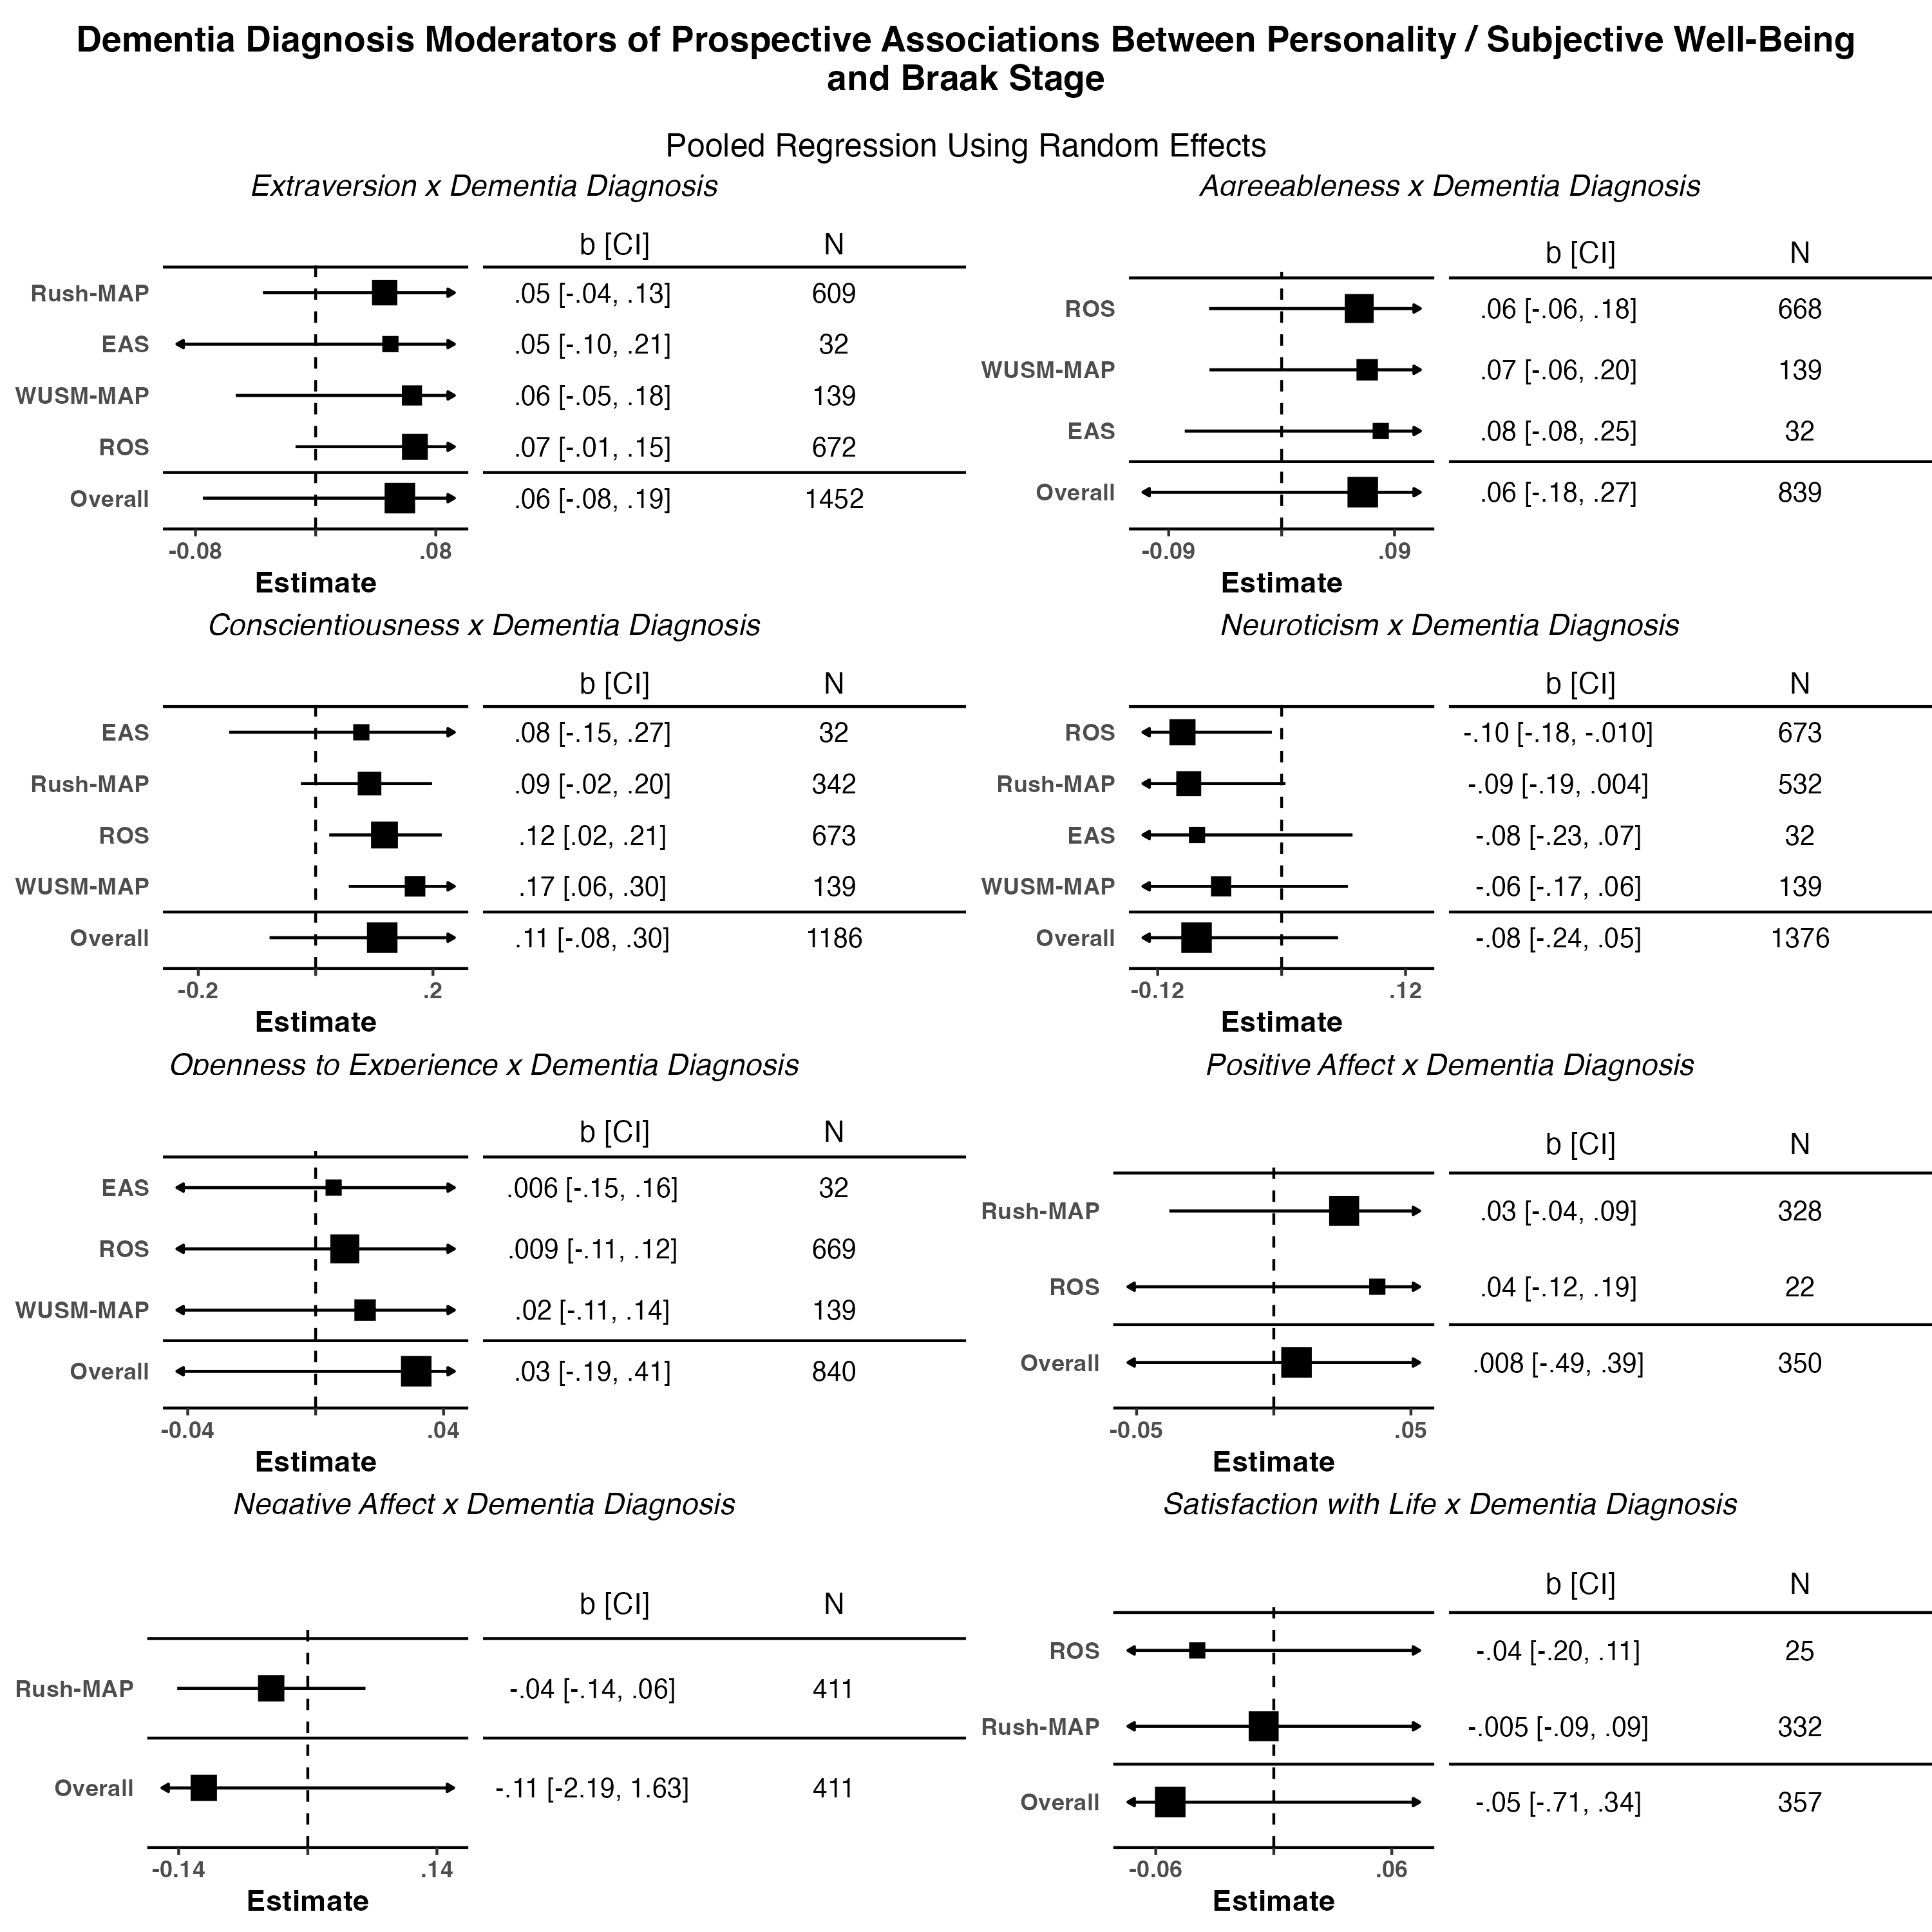 Dementia Diagnosis Moderators of Prospective Associations Between Personality / Subjective Well-Being
and Braak Stage
Pooled Regression Using Random Effects
Extraversion x Dementia Diagnosis
b [CI] N
Rush-MAP .05 [-.04, .13] 609
EAS .05 [-.10, .21] 32
WUSM-MAP .06 [-.05, .18] 139
ROS .07 [-.01, .15] 672
Overall .06 [-.08, .19] 1452
-0.08 .08
Estimate
Agreeableness x Dementia Diagnosis
b [CI] N
ROS .06 [-.06, .18] 668
WUSM-MAP .07 [-.06, .20] 139
EAS .08 [-.08, .25] 32
Overall .06 [-.18, .27] 839
-0.09 .09
Estimate
Conscientiousness x Dementia Diagnosis
b [CI] N
EAS .08 [-.15, .27] 32
Rush-MAP .09 [-.02, .20] 342
ROS .12 [.02, .21] 673
WUSM-MAP .17 [.06, .30] 139
Overall .11 [-.08, .30] 1186
-0.2 .2
Estimate
Neuroticism x Dementia Diagnosis
b [CI] N
ROS -.10 [-.18, -.010] 673
Rush-MAP -.09 [-.19, .004] 532
EAS -.08 [-.23, .07] 32
WUSM-MAP -.06 [-.17, .06] 139
Overall -.08 [-.24, .05] 1376
-0.12 .12
Estimate
Openness to Experience x Dementia Diagnosis
b [CI] N
EAS .006 [-.15, .16] 32
ROS .009 [-.11, .12] 669
WUSM-MAP .02 [-.11, .14] 139
Overall .03 [-.19, .41] 840
-0.04 .04
Estimate
Positive Affect x Dementia Diagnosis
b [CI] N
Rush-MAP .03 [-.04, .09] 328
ROS .04 [-.12, .19] 22
Overall .008 [-.49, .39] 350
-0.05 .05
Estimate
Negative Affect x Dementia Diagnosis
b [CI] N
Rush-MAP -.04 [-.14, .06] 411
Overall -.11 [-2.19, 1.63] 411
-0.14 .14
Estimate
Satisfaction with Life x Dementia Diagnosis
b [CI] N
ROS -.04 [-.20, .11] 25
Rush-MAP -.005 [-.09, .09] 332
Overall -.05 [-.71, .34] 357
-0.06 .06
Estimate